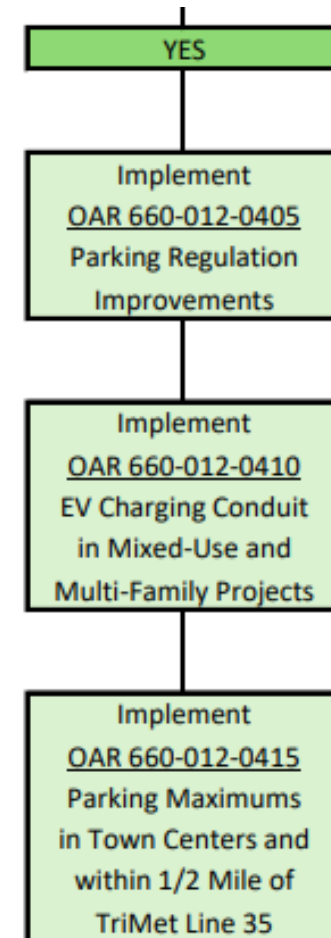 YES
Implement
OAR 660-012-0405
Parking Regulation
Improvements
Implement
OAR 660-012-0410
EV Charging Conduit
in Mixed-Use and
Multi-Family Projects
Implement
OAR 660-012-0415
Parking Maximums
in Town Centers and
within 1/2 Mile of
TriMet Line 35